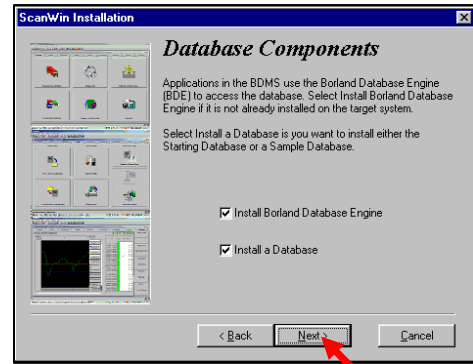 ScanWin Installation
Database Components
Applications in the BDMS use the Borland Database Engine
(BDE) to access the database. Select Install Borland Database
Engine if it is not already installed on the target system.
Select Install a Database is you want to install either the
Starting Database or a Sample Database.
Install Borland Database Engine
Install a Database
< Back
Next >
Cancel